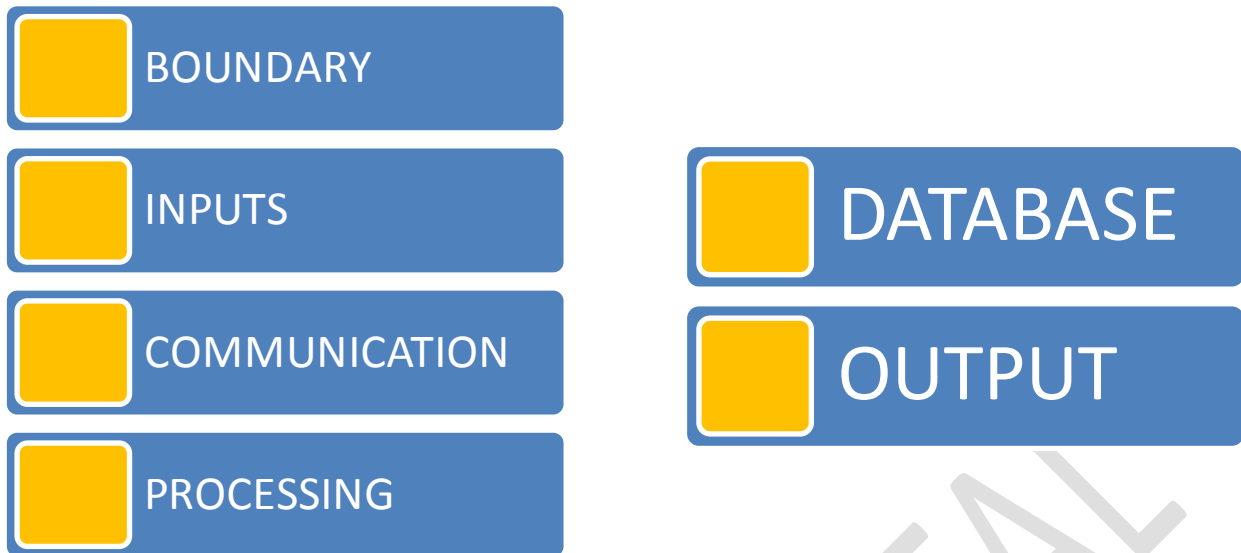 BOUNDARY
INPUTS
COMMUNICATION
PROCESSING
DATABASE
OUTPUT